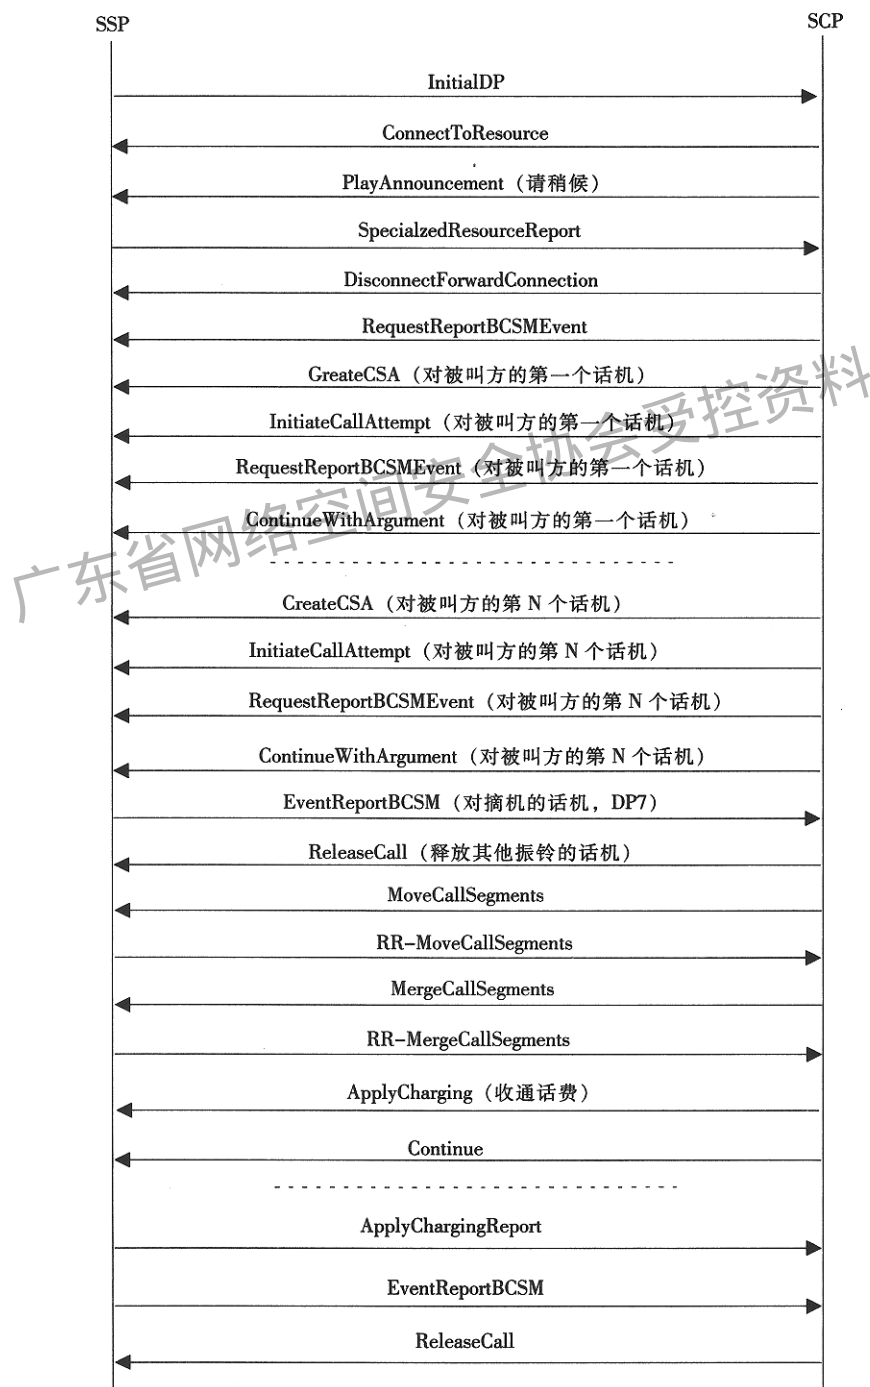 SSP
SCP
InitialDP
ConnectToResource
PlayAnnouncement（请稍候）
SpecialzedResourceReport
DisconnectForwardConnection
RequestReportBCSMEvent
GreateCSA（对被叫方的第一个话机）
InitiateCallAttempt（对被叫方的第一个话机）
RequestReportBCSMEvent（对被叫方的第一个话机）
ContinueWithArgument（对被叫方的第一个话机）
CreateCSA（对被叫方的第 N 个话机）
InitiateCallAttempt（对被叫方的第 N 个话机）
RequestReportBCSMEvent（对被叫方的第 N 个话机）
ContinueWithArgument（对被叫方的第 N 个话机）
EventReportBCSM（对摘机的话机，DP7）
ReleaseCall（释放其他振铃的话机）
MoveCallSegments
RR-MoveCallSegments
MergeCallSegments
RR-MergeCallSegments
ApplyCharging（收通话费）
Continue
ApplyChargingReport
EventReportBCSM
ReleaseCall
广东省网络空间安全协会受控资料